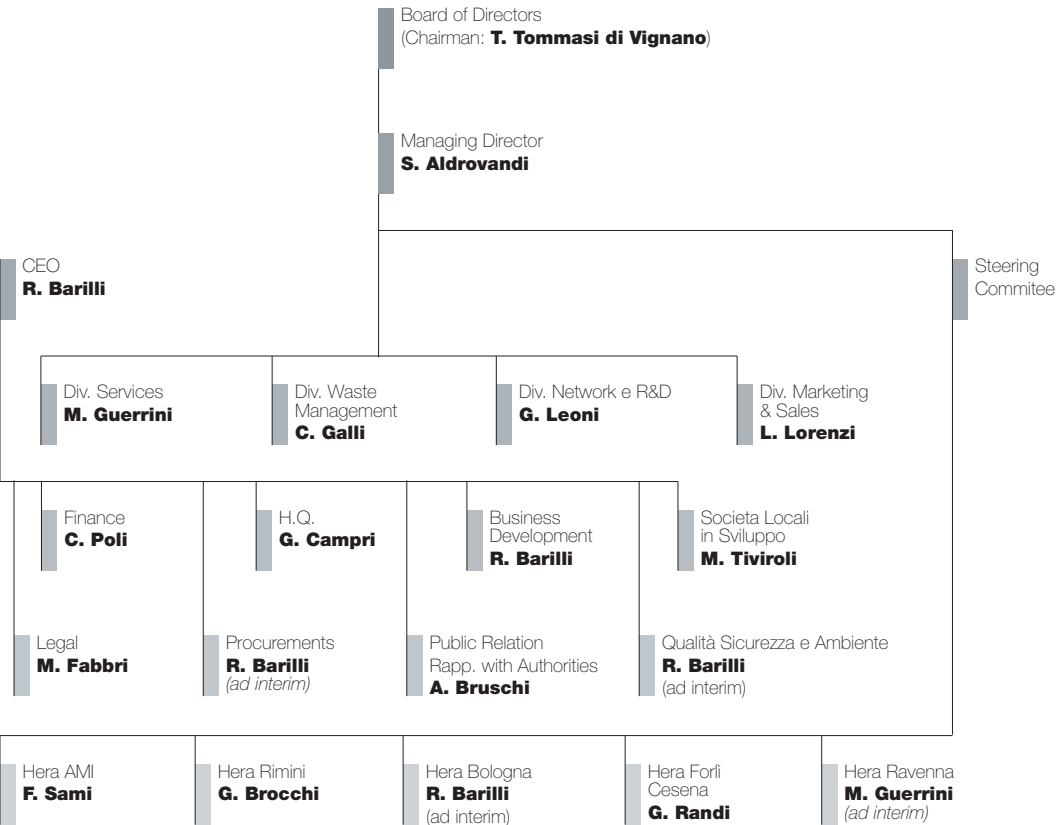 Board of Directors
(Chairman: T. Tommasi di Vignano)
Managing Director
S. Aldrovandi
CEO
R. Barilli
Steering
Commitee
Div. Services
M. Guerrini
Div. Waste
Management
C. Galli
Div. Network e R&D
G. Leoni
Div. Marketing
& Sales
L. Lorenzi
Finance
C. Poli
H.Q.
G. Campri
Business
Development
R. Barilli
Societa Locali
in Sviluppo
M. Tiviroli
Legal
M. Fabbri
Procurements
R. Barilli
(ad interim)
Public Relation
Rapp. with Authorities
A. Bruschi
Qualità Sicurezza e Ambiente
R. Barilli
(ad interim)
Hera AMI
F. Sami
Hera Rimini
G. Brocchi
Hera Bologna
R. Barilli
(ad interim)
Hera Forlì
Cesena
G. Randi
Hera Ravenna
M. Guerrini
(ad interim)